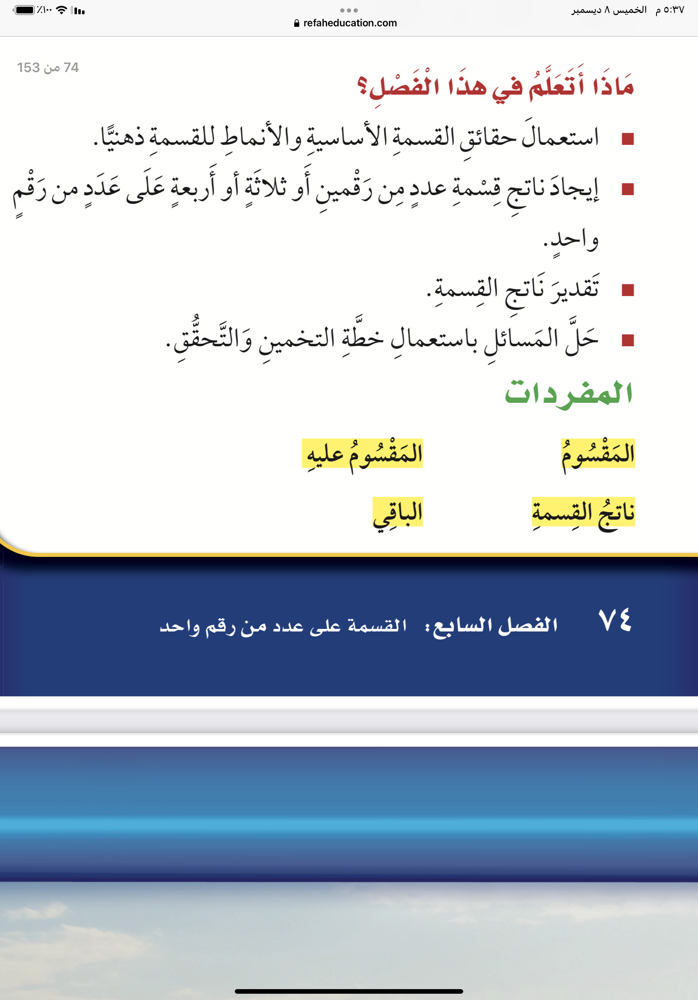 ٥:٣٧ م الخميس ٨ ديسمبر
٪١٠٠
refaheducation.com
74 من 153
مَاذَا أَتَعَلَّمُ في هذَا الْفَصْلِ؟
■ استعمالَ حقائقِ القسمةِ الأساسيةِ والأنماطِ للقسمةِ ذهنيًّا.
■ إيجادَ ناتجِ قِسْمةِ عددٍ مِن رَقْمينِ أَو ثلاثَةٍ أو أَربعةٍ عَلَى عَدَدٍ من رَقْمٍ
واحدٍ.
■ تَقديرَ نَاتجِ القِسمةِ.
■ حَلَّ المَسائلِ باستعمالِ خطَّةِ التخمينِ وَالتَّحقُّقِ.
المفردات
المَقْسُومُ المَقْسُومُ عليهِ
ناتجُ القِسمةِ الباقِي
٧٤ الفصل السابع: القسمة على عدد من رقم واحد